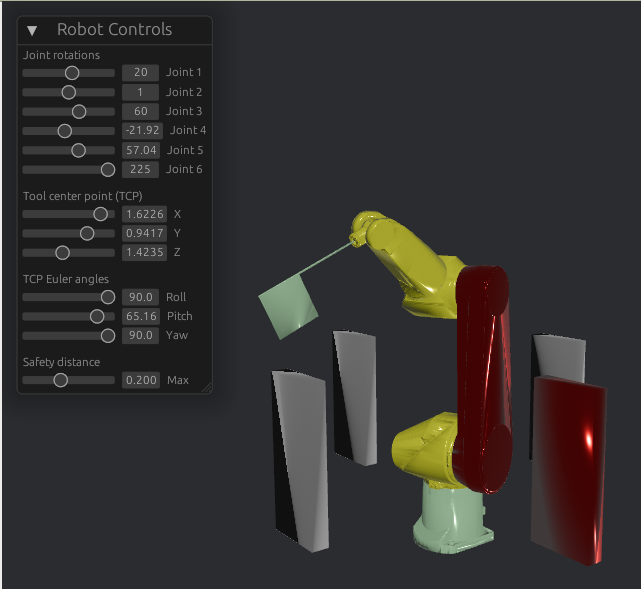 ▼ Robot Controls
Joint rotations
20 Joint 1
1 Joint 2
60 Joint 3
-21.92 Joint 4
57.04 Joint 5
225 Joint 6
Tool center point (TCP)
1.6226 X
0.9417 Y
1.4235 Z
TCP Euler angles
90.0 Roll
65.16 Pitch
90.0 Yaw
Safety distance
0.200 Max